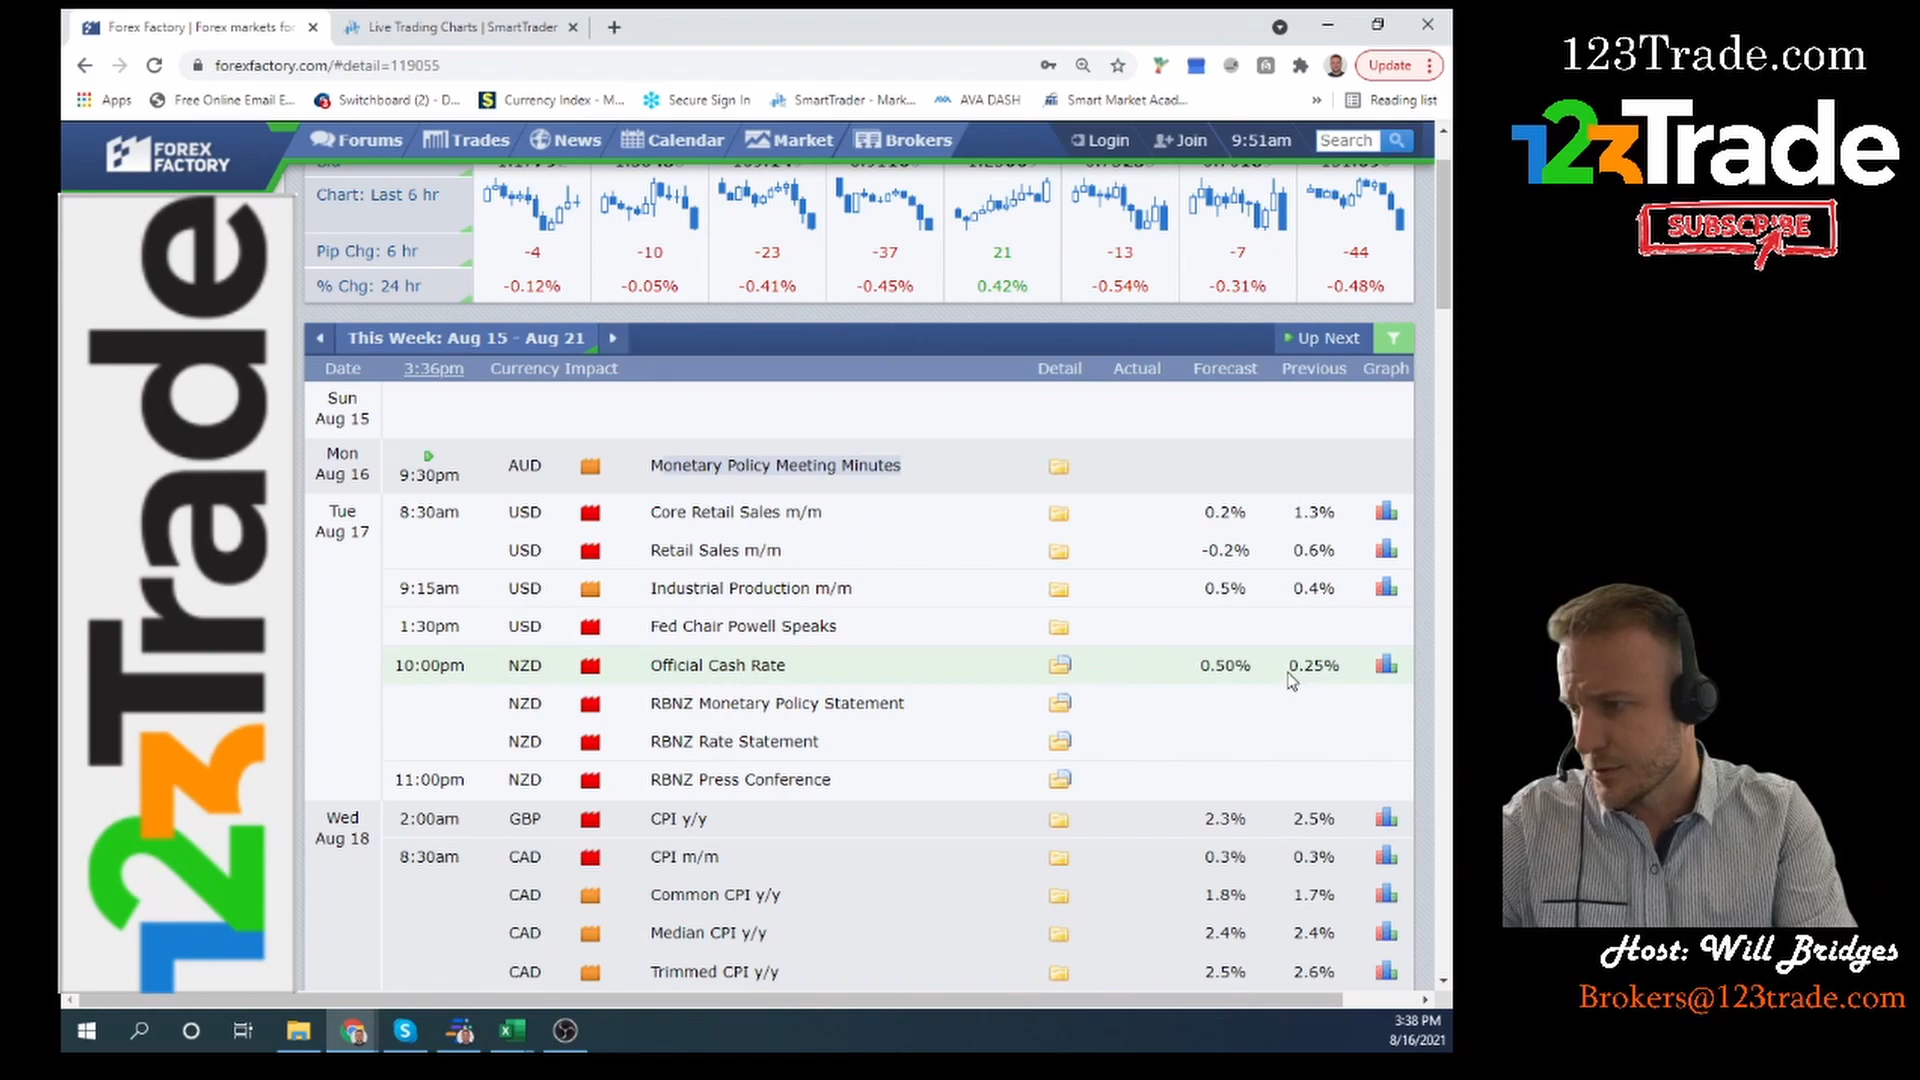 Forex Factory | Forex markets for
Live Trading Charts | SmartTrader
forexfactory.com/#detail=119055
Update
Apps
Free Online Email E...
Switchboard (2) - D...
Currency Index - M...
Secure Sign In
SmartTrader - Mark...
AVA DASH
Smart Market Acad...
»
Reading list
FOREX
FACTORY
Forums
Trades
News
Calendar
Market
Brokers
Login
Join
9:51am
Search
Chart: Last 6 hr
Pip Chg: 6 hr -4 -10 -23 -37 21 -13 -7 -44
% Chg: 24 hr -0.12% -0.05% -0.41% -0.45% 0.42% -0.54% -0.31% -0.48%
This Week: Aug 15 - Aug 21
Up Next
Date 3:36pm Currency Impact Detail Actual Forecast Previous Graph
Sun
Aug 15
Mon
Aug 16
9:30pm AUD Monetary Policy Meeting Minutes
Tue
Aug 17
8:30am USD Core Retail Sales m/m 0.2% 1.3%
USD Retail Sales m/m -0.2% 0.6%
9:15am USD Industrial Production m/m 0.5% 0.4%
1:30pm USD Fed Chair Powell Speaks
10:00pm NZD Official Cash Rate 0.50% 0.25%
NZD RBNZ Monetary Policy Statement
NZD RBNZ Rate Statement
11:00pm NZD RBNZ Press Conference
Wed
Aug 18
2:00am GBP CPI y/y 2.3% 2.5%
8:30am CAD CPI m/m 0.3% 0.3%
CAD Common CPI y/y 1.8% 1.7%
CAD Median CPI y/y 2.4% 2.4%
CAD Trimmed CPI y/y 2.5% 2.6%
3:38 PM
8/16/2021
123Trade
123Trade.com
123Trade
SUBSCRIBE
Host: Will Bridges
Brokers@123trade.com